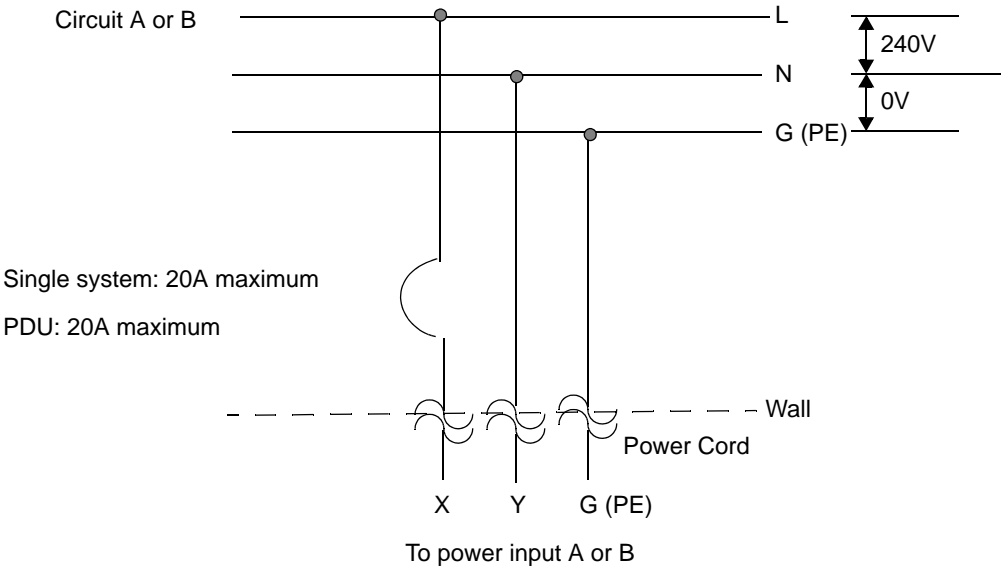 Circuit A or B
L
240V
N
0V
G (PE)
Single system: 20A maximum
PDU: 20A maximum
Wall
Power Cord
X Y G (PE)
To power input A or B